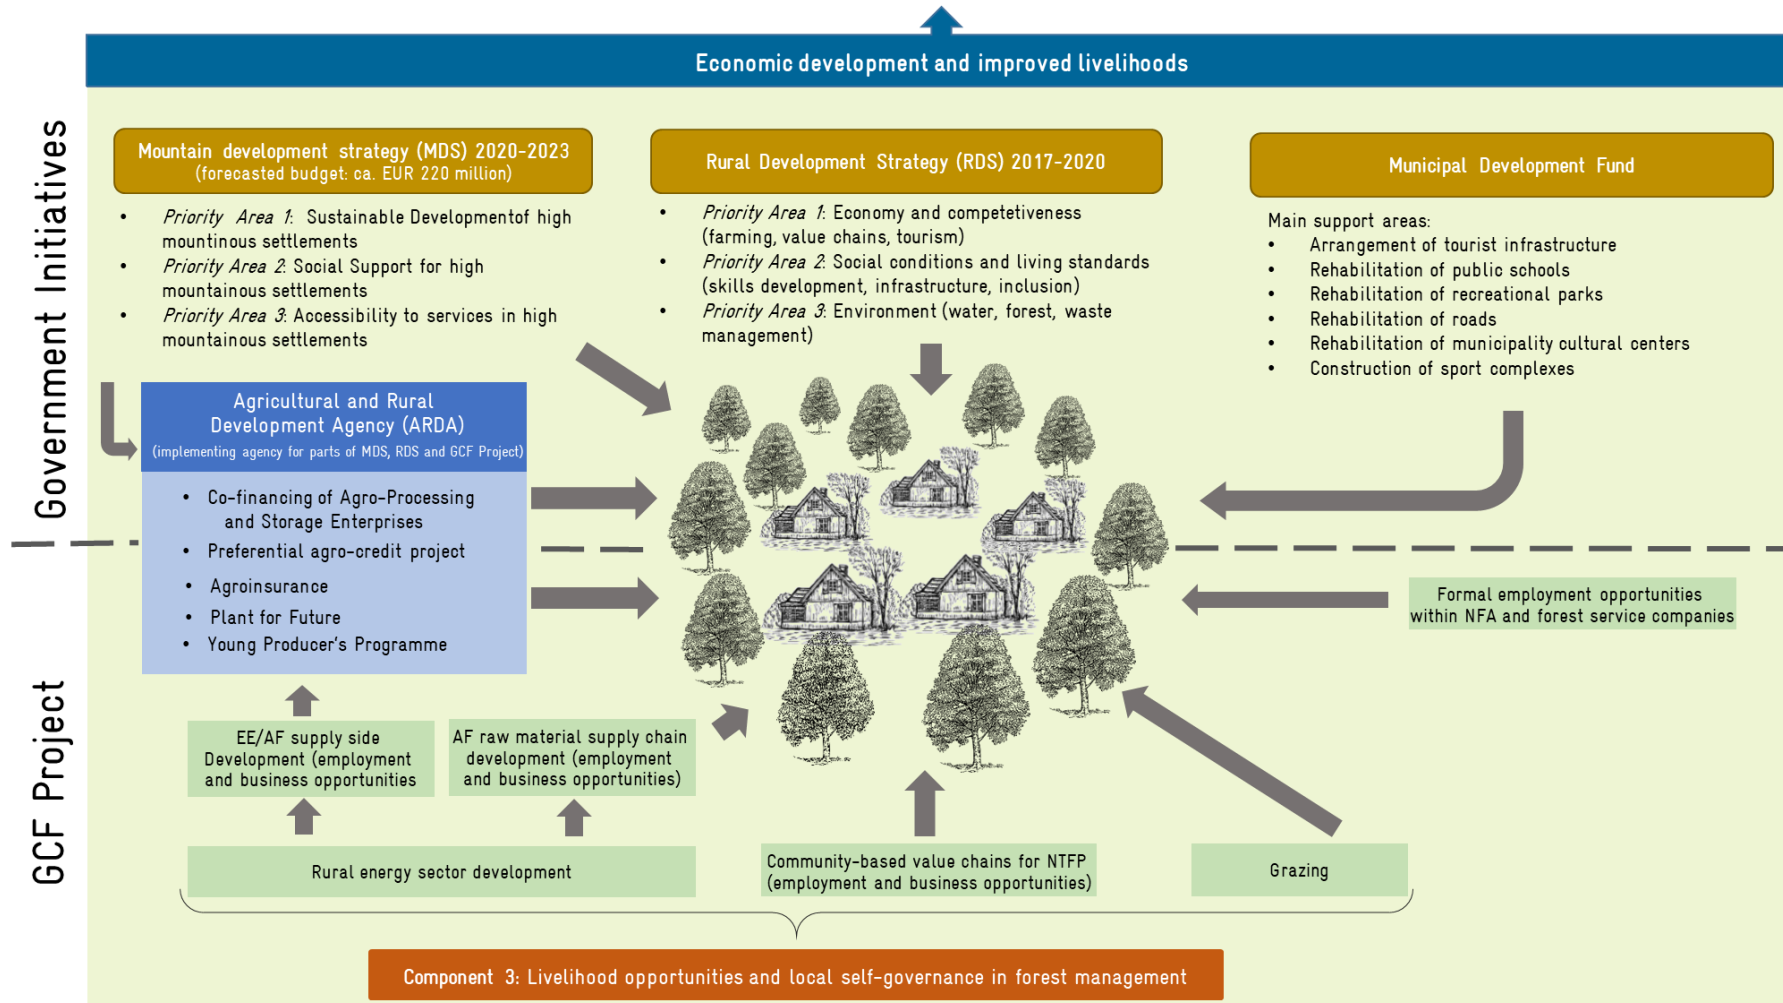 Economic development and improved livelihoods
Government Initiatives
Mountain development strategy (MDS) 2020-2023
(forecasted budget: ca. EUR 220 million)
• Priority Area 1: Sustainable Developmentof high
mountinous settlements
• Priority Area 2: Social Support for high
mountainous settlements
• Priority Area 3: Accessibility to services in high
mountainous settlements
Rural Development Strategy (RDS) 2017-2020
• Priority Area 1: Economy and competetiveness
(farming, value chains, tourism)
• Priority Area 2: Social conditions and living standards
(skills development, infrastructure, inclusion)
• Priority Area 3: Environment (water, forest, waste
management)
Municipal Development Fund
Main support areas:
• Arrangement of tourist infrastructure
• Rehabilitation of public schools
• Rehabilitation of recreational parks
• Rehabilitation of roads
• Rehabilitation of municipality cultural centers
• Construction of sport complexes
Agricultural and Rural
Development Agency (ARDA)
(implementing agency for parts of MDS, RDS and GCF Project)
• Co-financing of Agro-Processing
and Storage Enterprises
• Preferential agro-credit project
• Agroinsurance
• Plant for Future
• Young Producer's Programme
GCF Project
Formal employment opportunities
within NFA and forest service companies
EE/AF supply side
Development (employment
and business opportunities
AF raw material supply chain
development (employment
and business opportunities)
Rural energy sector development
Community-based value chains for NTFP
(employment and business opportunities)
Grazing
Component 3: Livelihood opportunities and local self-governance in forest management